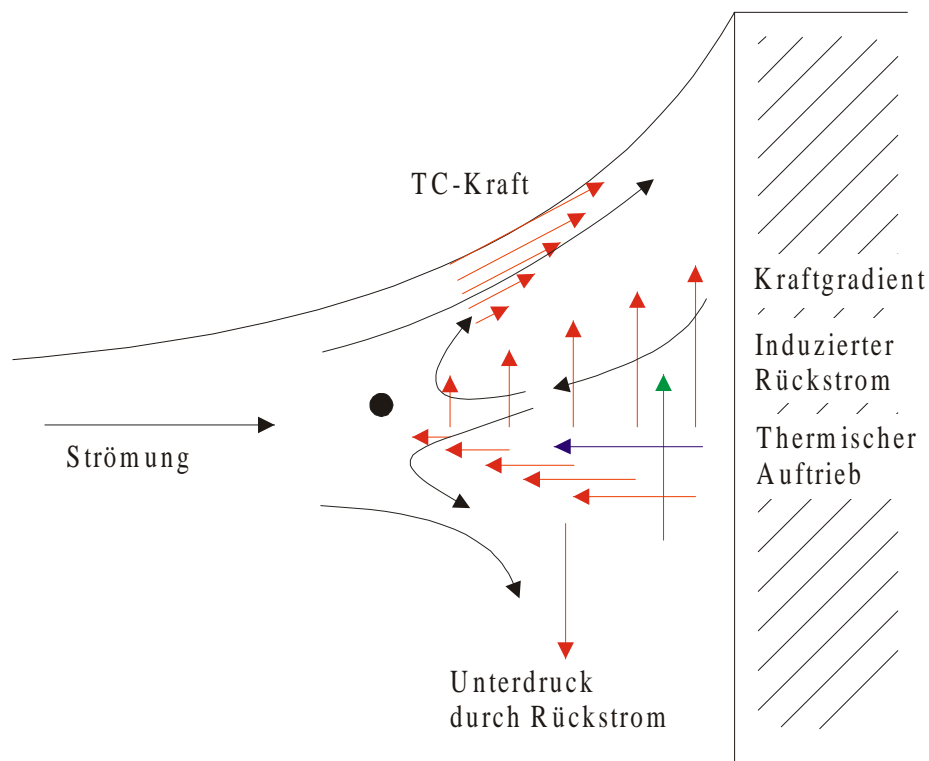 TC-Kraft
Kraftgradient
Induzierter
Rückstrom
Thermischer
Auftrieb
Strömung
Unterdruck
durch Rückstrom